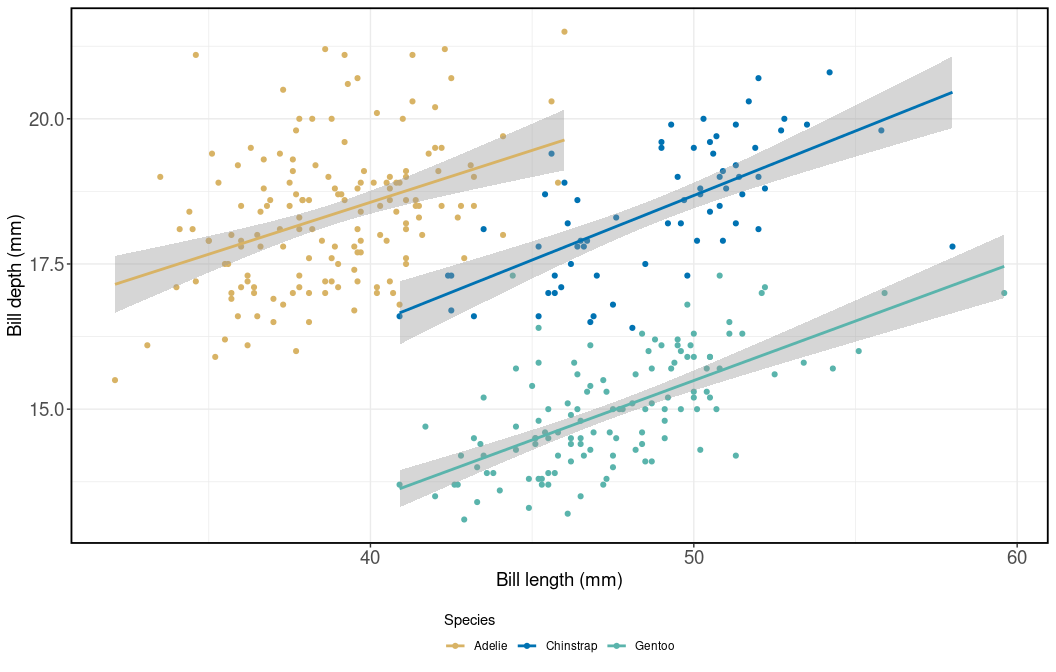 Bill depth (mm)
20.0
17.5
15.0
40 50 60
Bill length (mm)
Species
Adelie Chinstrap Gentoo